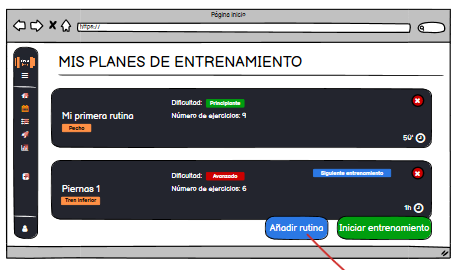 Página Inicio
https://
MIS PLANES DE ENTRENAMIENTO
Mi primera rutina
Pecho
Dificultad: Principiante
Número de ejercicios: 9
50'
Piernas 1
Tren inferior
Dificultad: Avanzado
Número de ejercicios: 6
Siguiente entrenamiento
1h
Añadir rutina
Iniciar entrenamiento